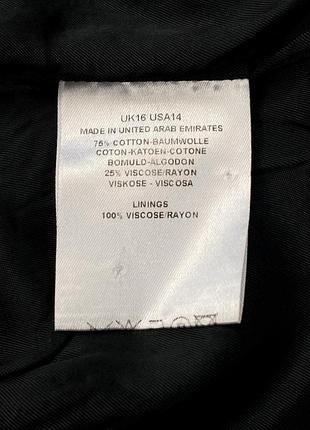 UK16 USA14
MADE IN UNITED ARAB EMIRATES
75% COTTON-BAUMWOLLE
COTON-KATOEN-COTONE
BOMULD-ALGODON
25% VISCOSE/RAYON
VISKOSE - VISCOSA
LININGS
100% VISCOSE/RAYON